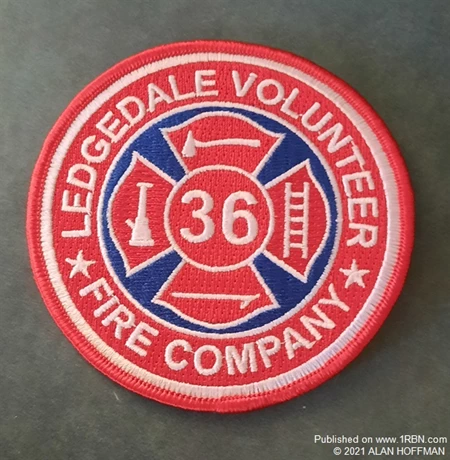 LEDGEDALE VOLUNTEER
36
FIRE COMPANY
Published on www.1RBN.com
© 2021 ALAN HOFFMAN